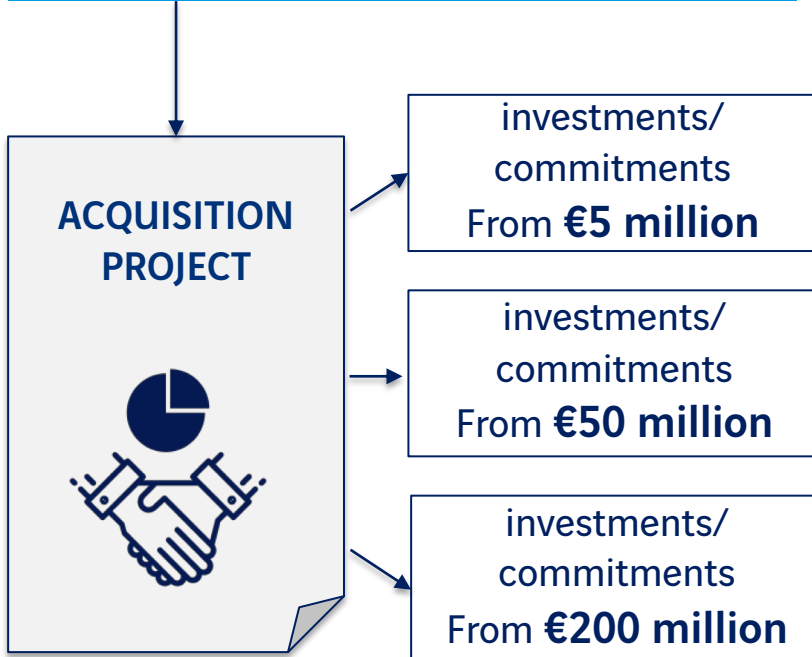 ACQUISITION
PROJECT
investments/
commitments
From €5 million
investments/
commitments
From €50 million
investments/
commitments
From €200 million